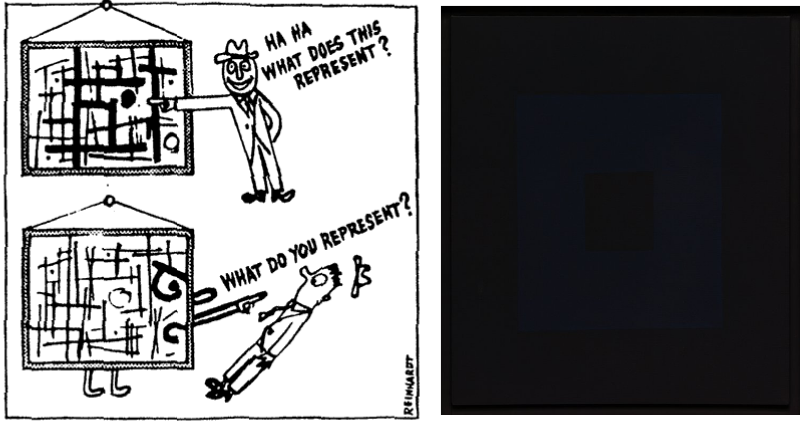 HA HA
WHAT DOES THIS
REPRESENT?
WHAT DO YOU REPRESENT?
REINHARDT